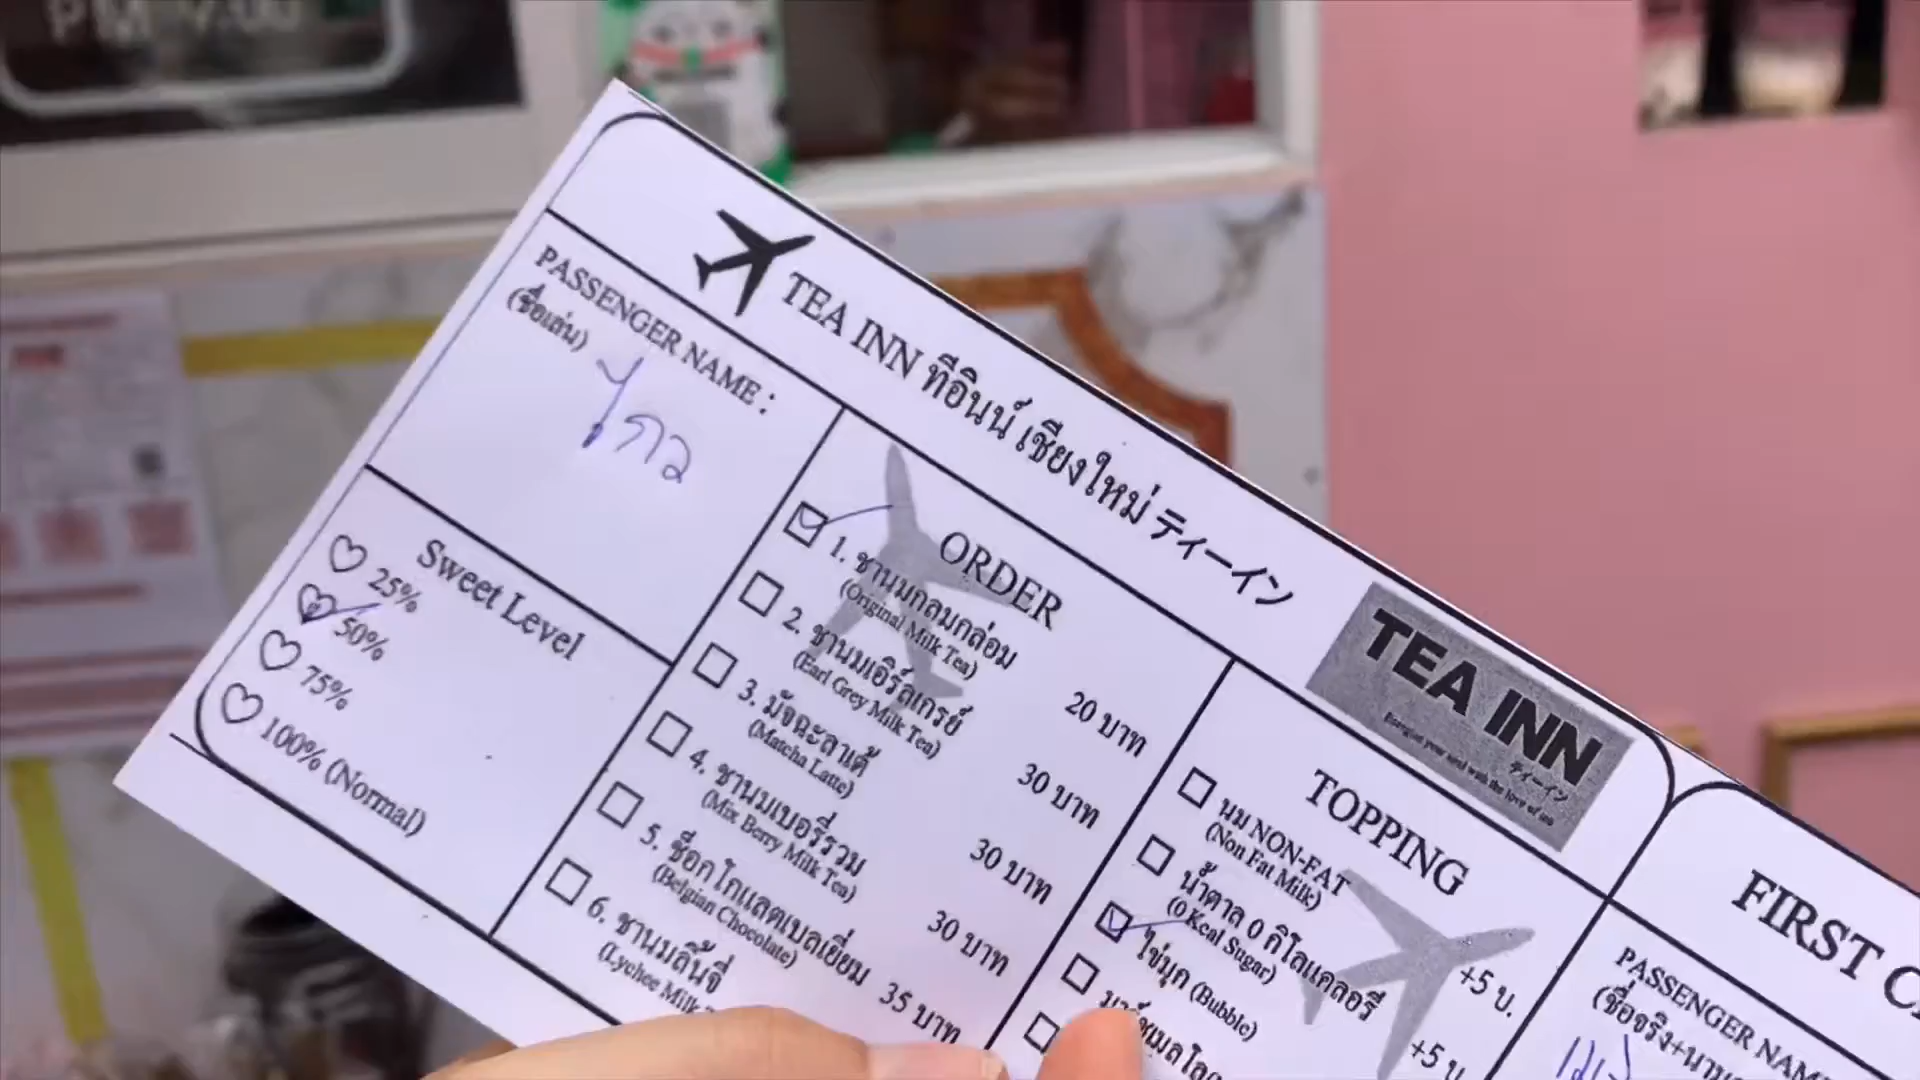 PM 9.00
TEA INN ทีอินน์ เชียงใหม่ ティーイン
PASSENGER NAME :
(ชื่อเล่น)
Sweet Level
25%
50%
75%
100% (Normal)
ORDER
1. ชานมกลมกล่อม 20 บาท
(Original Milk Tea)
2. ชานมเอิร์ลเกรย์ 30 บาท
(Earl Grey Milk Tea)
3. มัจฉะลาเต้ 30 บาท
(Matcha Latte)
4. ชานมเบอรี่รวม 30 บาท
(Mix Berry Milk Tea)
5. ช็อกโกแลตเบลเยี่ยม 35 บาท
(Belgian Chocolate)
6. ชานมลิ้นจี่
(Lychee Milk
TEA INN
ティーイン
TOPPING
นม NON-FAT +5 บ.
(Non Fat Milk)
น้ำตาล 0 กิโลแคลอรี่ +5 บ.
(0 Kcal Sugar)
ไข่มุก (Bubble)
FIRST C
PASSENGER NAME
(ชื่อจริง+นาม